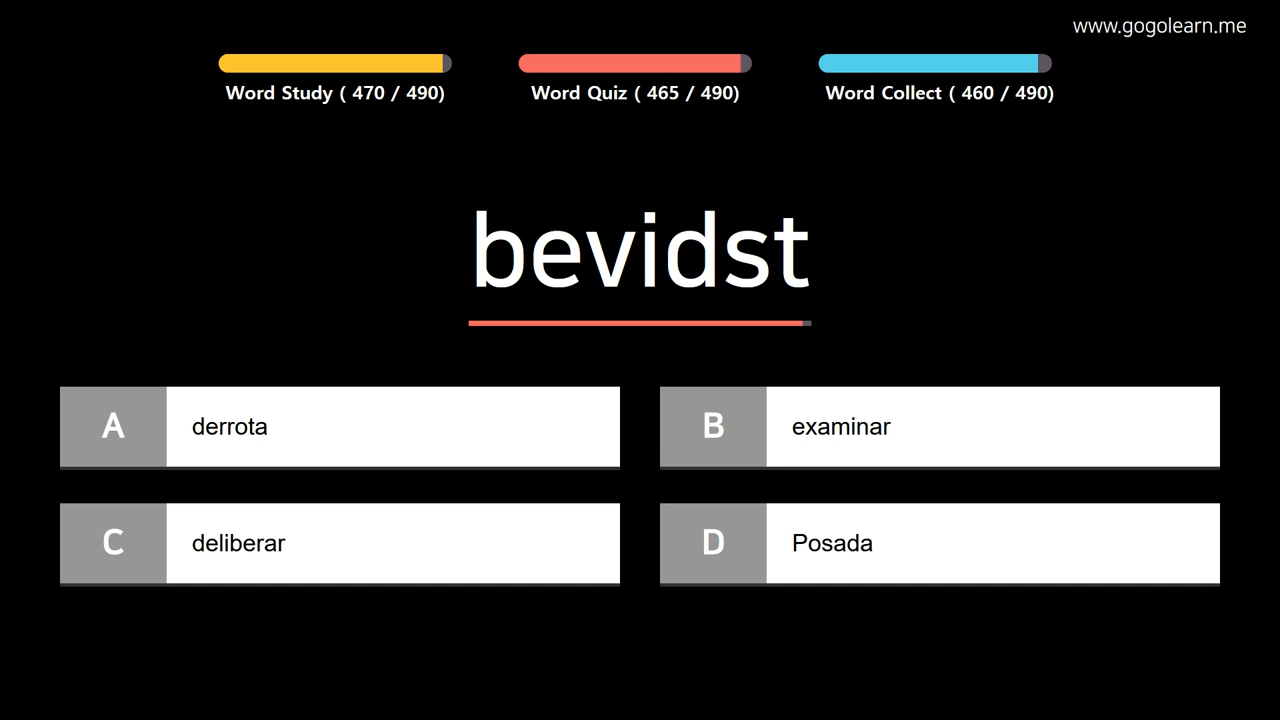 www.gogolearn.me
Word Study ( 470 / 490)
Word Quiz ( 465 / 490)
Word Collect ( 460 / 490)
bevidst
A derrota
B examinar
C deliberar
D Posada